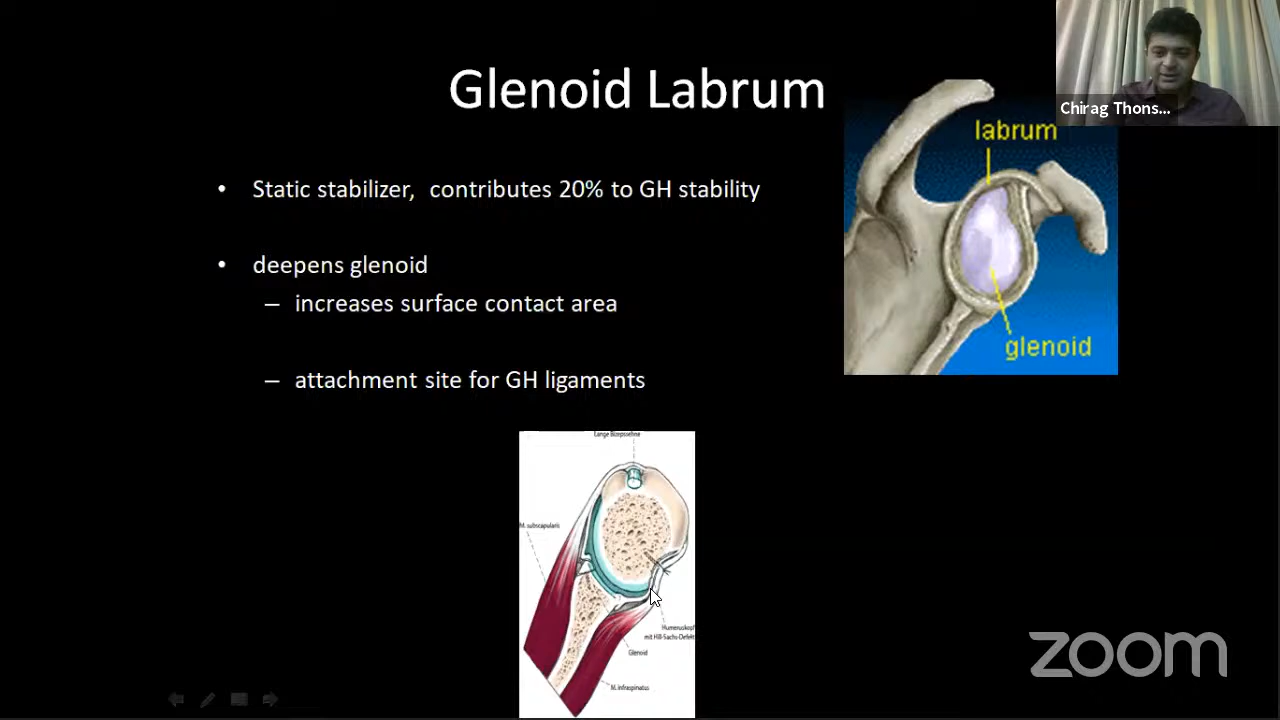 Glenoid Labrum
Chirag Thons...
labrum
glenoid
• Static stabilizer, contributes 20% to GH stability
• deepens glenoid
– increases surface contact area
– attachment site for GH ligaments
Lange Bizepssehne
M. subscapularis
Humeruskopf
mit Hill-Sachs-Defekt
Glenoid
M. infraspinatus
zoom